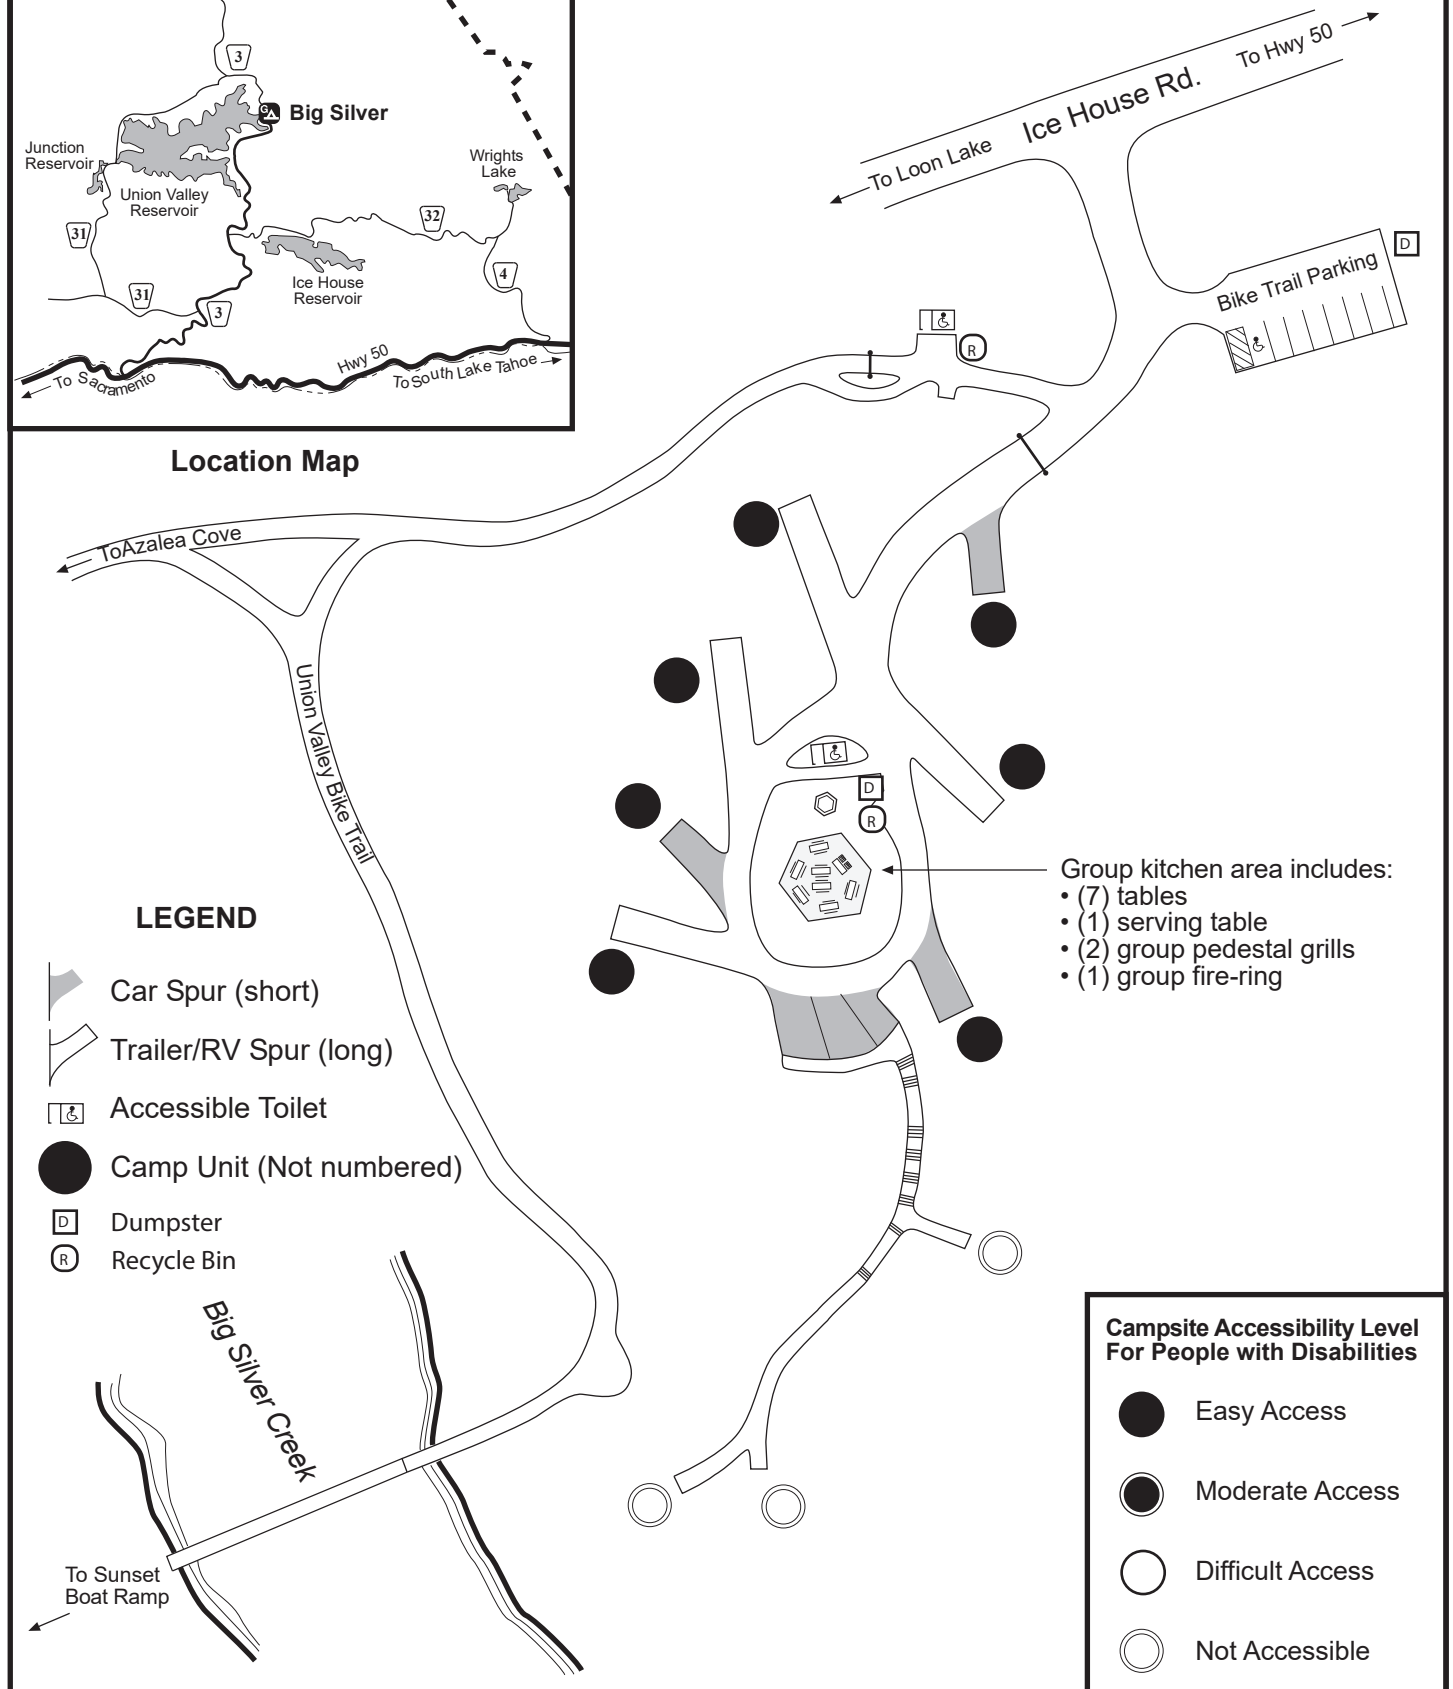 3
Big Silver
Junction
Reservoir
Wrights
Lake
Union Valley
Reservoir
32
31
4
Ice House
Reservoir
31
3
Hwy 50
To Sacramento
To South Lake Tahoe
Location Map
To Hwy 50
Ice House Rd.
To Loon Lake
D
Bike Trail Parking
R
ToAzalea Cove
Union Valley Bike Trail
D
R
Group kitchen area includes:
• (7) tables
• (1) serving table
• (2) group pedestal grills
• (1) group fire-ring
LEGEND
Car Spur (short)
Trailer/RV Spur (long)
Accessible Toilet
Camp Unit (Not numbered)
D Dumpster
R Recycle Bin
Big Silver Creek
To Sunset
Boat Ramp
Campsite Accessibility Level
For People with Disabilities
Easy Access
Moderate Access
Difficult Access
Not Accessible